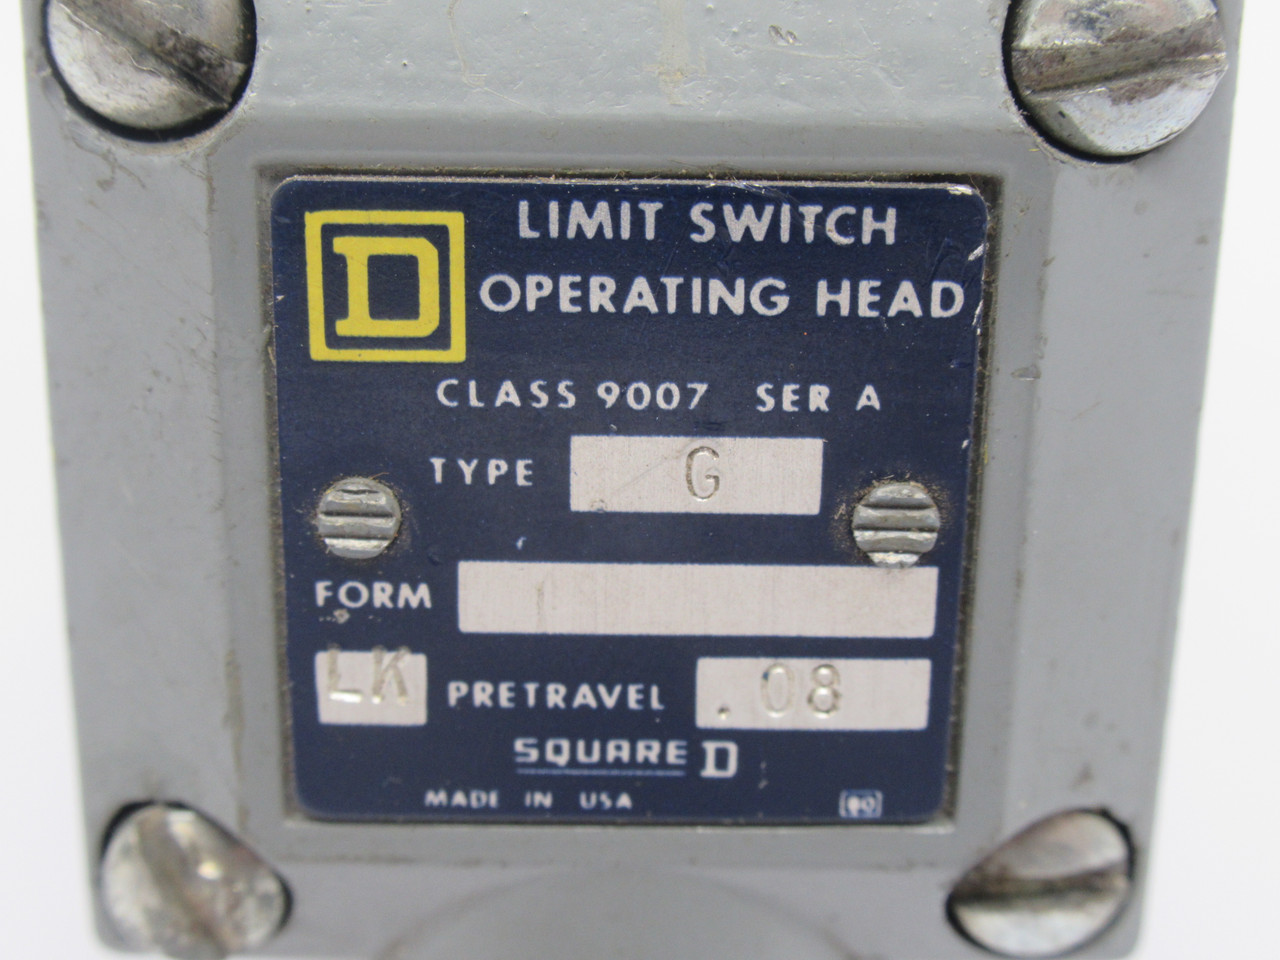 D LIMIT SWITCH
OPERATING HEAD
CLASS 9007 SER A
TYPE G
FORM
LK PRETRAVEL .08
SQUARE D
MADE IN USA